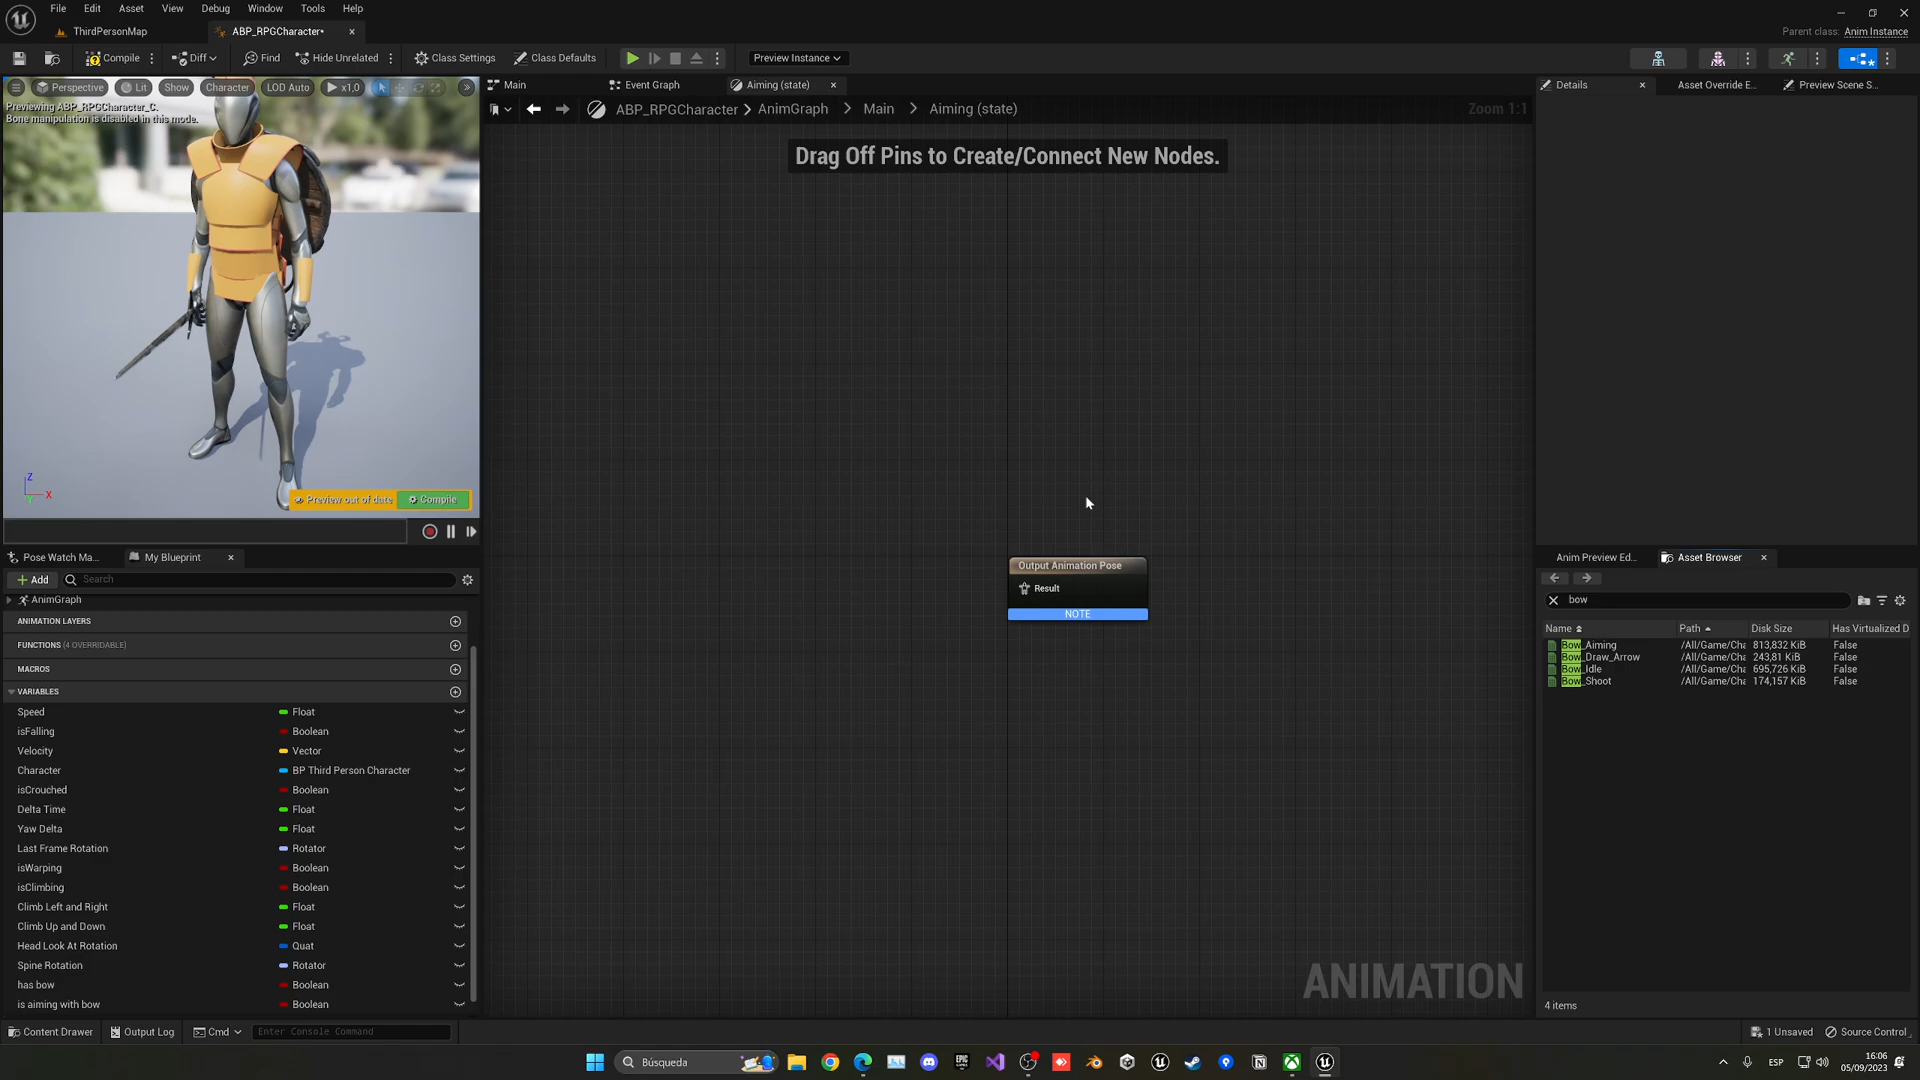 File Edit Asset View Debug Window Tools Help
ThirdPersonMap
ABP_RPGCharacter*
Parent class: Anim Instance
Compile
Diff
Find
Hide Unrelated
Class Settings
Class Defaults
Preview Instance
Perspective
Lit
Show
Character
LOD Auto
x1,0
Previewing ABP_RPGCharacter_C.
Bone manipulation is disabled in this mode.
Z
X
Preview out of date
Compile
Main
Event Graph
Aiming (state)
ABP_RPGCharacter > AnimGraph > Main > Aiming (state)
Zoom 1:1
Drag Off Pins to Create/Connect New Nodes.
Output Animation Pose
Result
NOTE
ANIMATION
Pose Watch Ma...
My Blueprint
Add
Search
AnimGraph
ANIMATION LAYERS
FUNCTIONS (4 OVERRIDABLE)
MACROS
VARIABLES
Speed Float
isFalling Boolean
Velocity Vector
Character BP Third Person Character
isCrouched Boolean
Delta Time Float
Yaw Delta Float
Last Frame Rotation Rotator
isWarping Boolean
isClimbing Boolean
Climb Left and Right Float
Climb Up and Down Float
Head Look At Rotation Quat
Spine Rotation Rotator
has bow Boolean
is aiming with bow Boolean
Details
Asset Override E...
Preview Scene S...
Anim Preview Ed...
Asset Browser
bow
Name Path Disk Size Has Virtualized D
Bow_Aiming /All/Game/Cha 813,832 KiB False
Bow_Draw_Arrow /All/Game/Cha 243,81 KiB False
Bow_Idle /All/Game/Cha 695,726 KiB False
Bow_Shoot /All/Game/Cha 174,157 KiB False
4 items
Content Drawer
Output Log
Cmd
Enter Console Command
1 Unsaved
Source Control
Búsqueda
ESP
16:06
05/09/2023